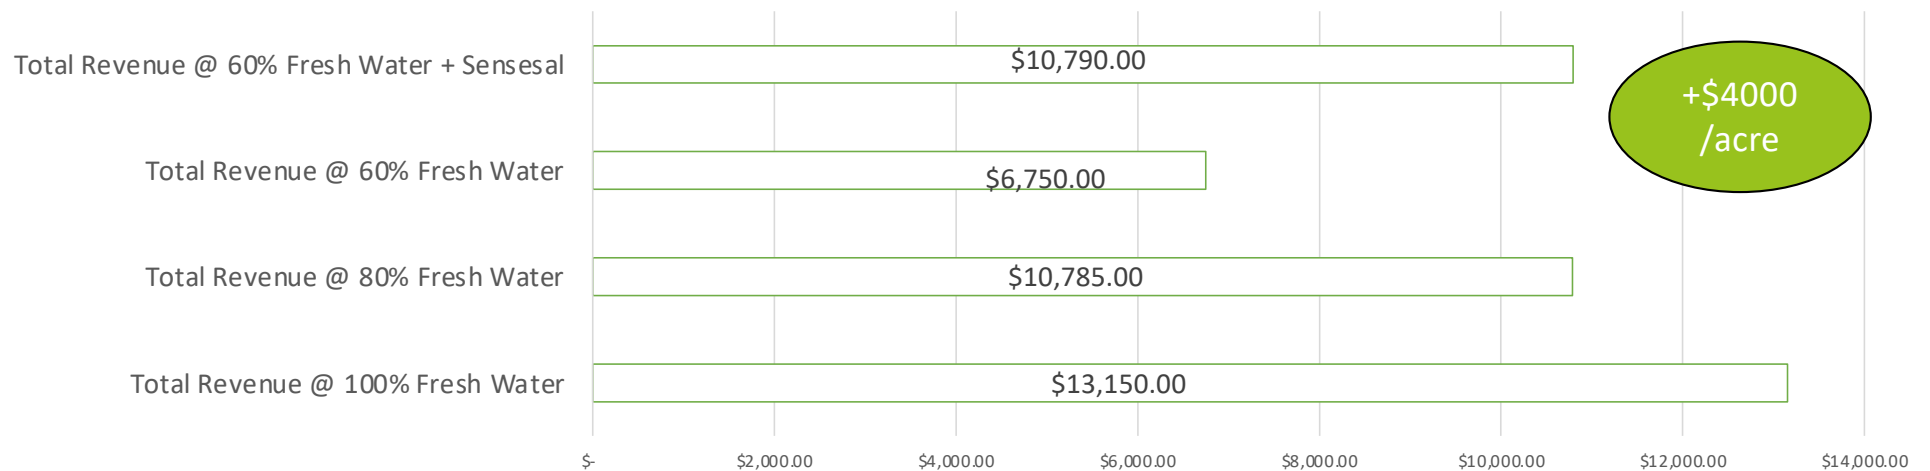 Total Revenue @ 60% Fresh Water + Sensesal
$10,790.00
+$4000
/acre
Total Revenue @ 60% Fresh Water
$6,750.00
Total Revenue @ 80% Fresh Water
$10,785.00
Total Revenue @ 100% Fresh Water
$13,150.00
$-
$2,000.00
$4,000.00
$6,000.00
$8,000.00
$10,000.00
$12,000.00
$14,000.00